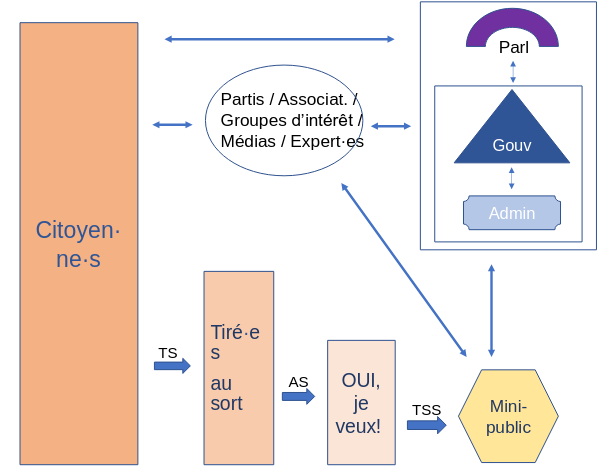 Parl
Partis / Associat. /
Groupes d’intérêt /
Médias / Expert·es
Gouv
Admin
Citoyen·
ne·s
Tiré·e
s
au
sort
TS
AS
OUI,
je
veux!
TSS
Mini-
public